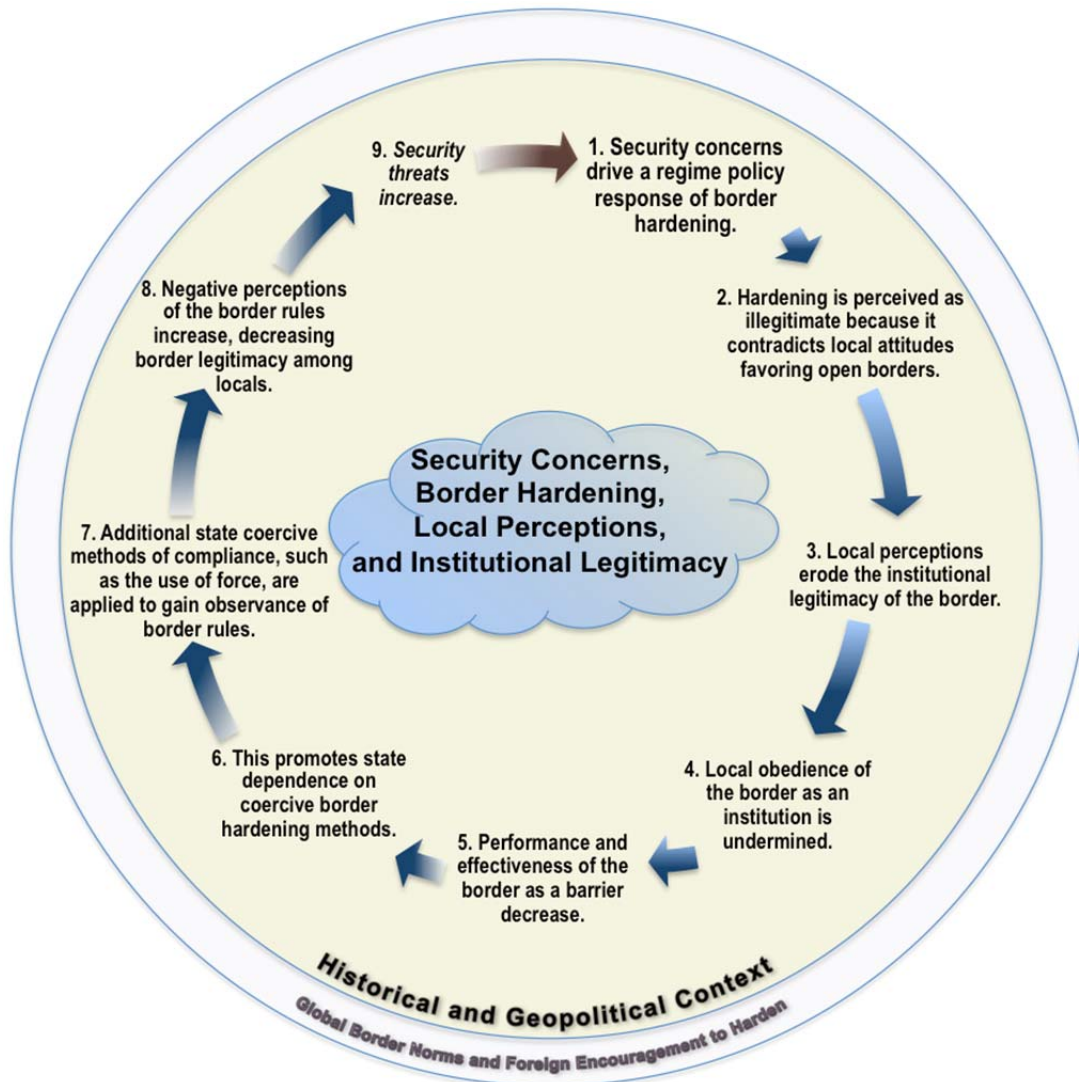 1. Security concerns
drive a regime policy
response of border
hardening.
2. Hardening is perceived as
illegitimate because it
contradicts local attitudes
favoring open borders.
3. Local perceptions
erode the institutional
legitimacy of the border.
4. Local obedience of
the border as an
institution is
undermined.
5. Performance and
effectiveness of the
border as a barrier
decrease.
6. This promotes state
dependence on
coercive border
hardening methods.
7. Additional state coercive
methods of compliance, such
as the use of force, are
applied to gain observance of
border rules.
8. Negative perceptions
of the border rules
increase, decreasing
border legitimacy among
locals.
9. Security
threats
increase.
Security Concerns,
Border Hardening,
Local Perceptions,
and Institutional Legitimacy
Historical and Geopolitical Context
Global Border Norms and Foreign Encouragement to Harden